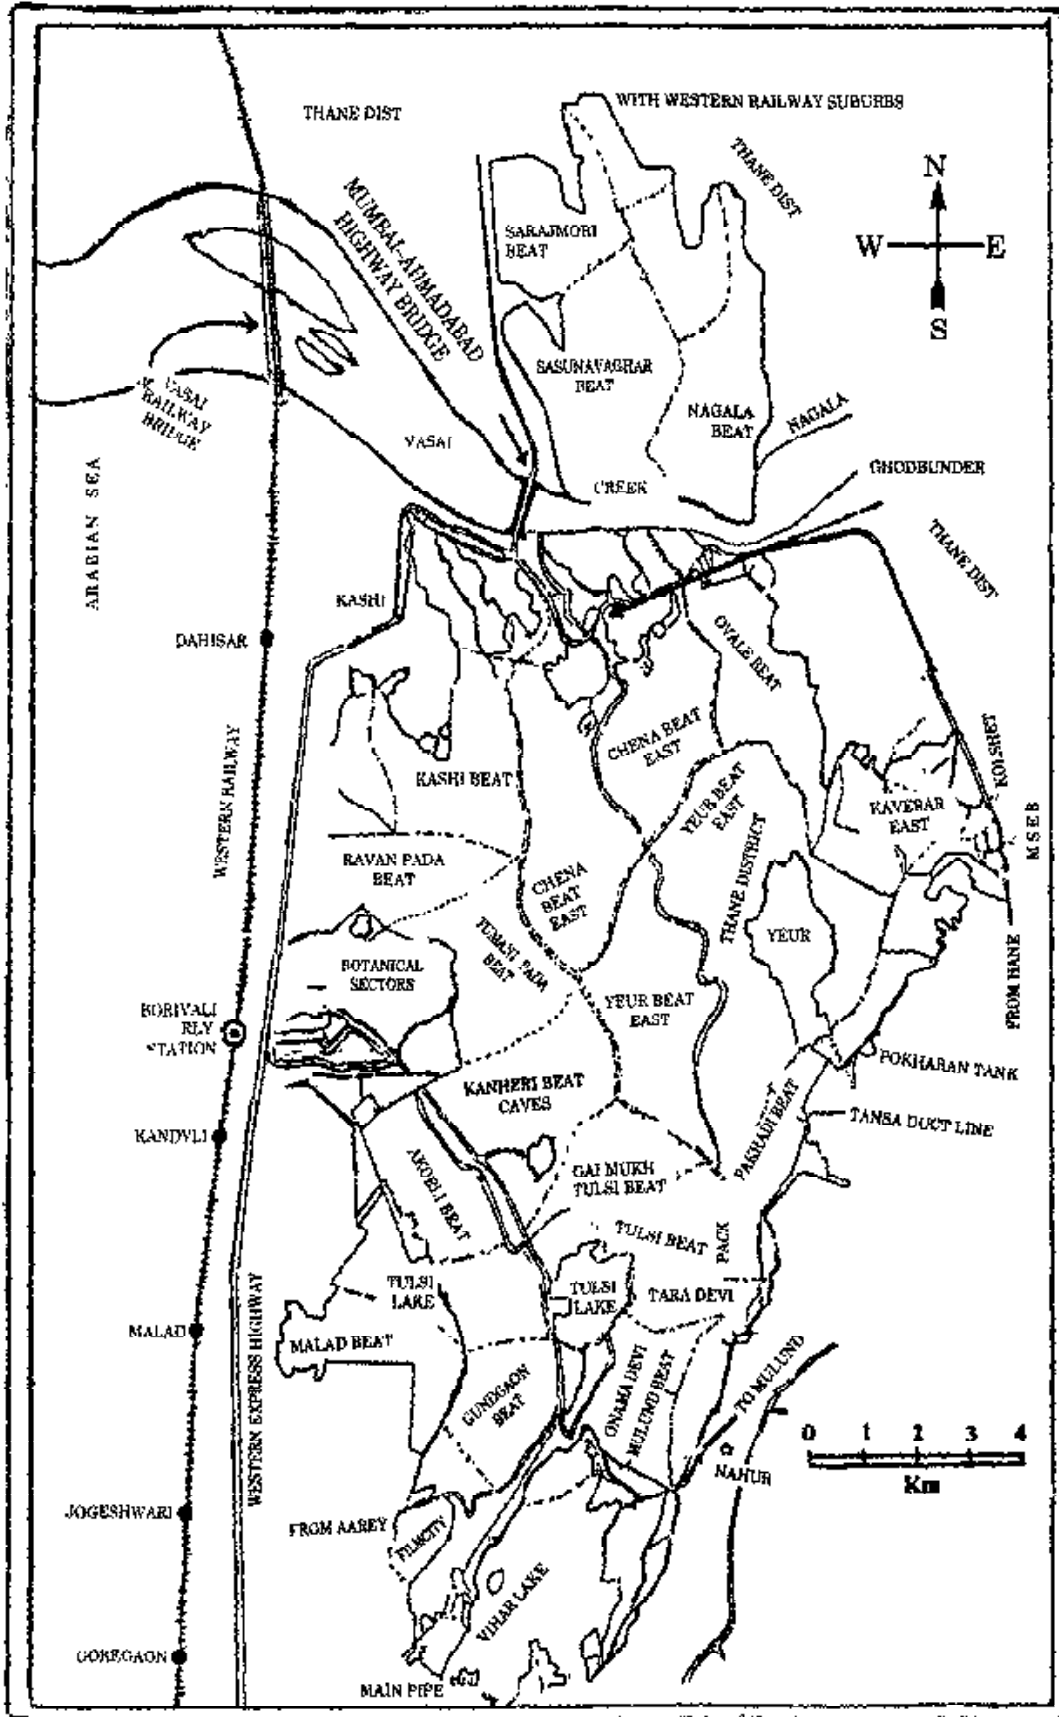 THANE DIST
WITH WESTERN RAILWAY SUBURBS
THANE DIST
N
W
E
S
MUMBAI-AHMADABAD
HIGHWAY BRIDGE
SARAJMORI
BEAT
SASUNAVAGHAR
BEAT
NAGALA
BEAT
NAGALA
VASAI
RAILWAY
BRIDGE
VASAI
CREEK
GHODBUNDER
ARABIAN SEA
THANE DIST
KASHI
DAHISAR
OVALE BEAT
CHENA BEAT
EAST
KOLSHET
KASHI BEAT
YEUR BEAT
EAST
KAVERAR
EAST
MSEB
WESTERN RAILWAY
RAVAN PADA
BEAT
CHENA
BEAT
EAST
THANE DISTRICT
YEUR
TUMANI PADA
BEAT
BOTANICAL
SECTORS
YEUR BEAT
EAST
FROM HANE
BORIVALI
RLY
STATION
POKHARAN TANK
KANHERI BEAT
CAVES
PAKHADI BEAT
TANSA DUCT LINE
KANDVLI
AKURLI BEAT
GAI MUKH
TULSI BEAT
TULSI BEAT
PACK
TULSI
LAKE
TULSI
LAKE
TARA DEVI
MALAD
MALAD BEAT
WESTERN EXPRESS HIGHWAY
GUNDGAON
BEAT
ONAMA DEVI
MULUND BEAT
TO MULUND
0 1 2 3 4
Km
NAHUR
JOGESHWARI
FROM AAREY
FILMCITY
VIHAR LAKE
GOREGAON
MAIN PIPE